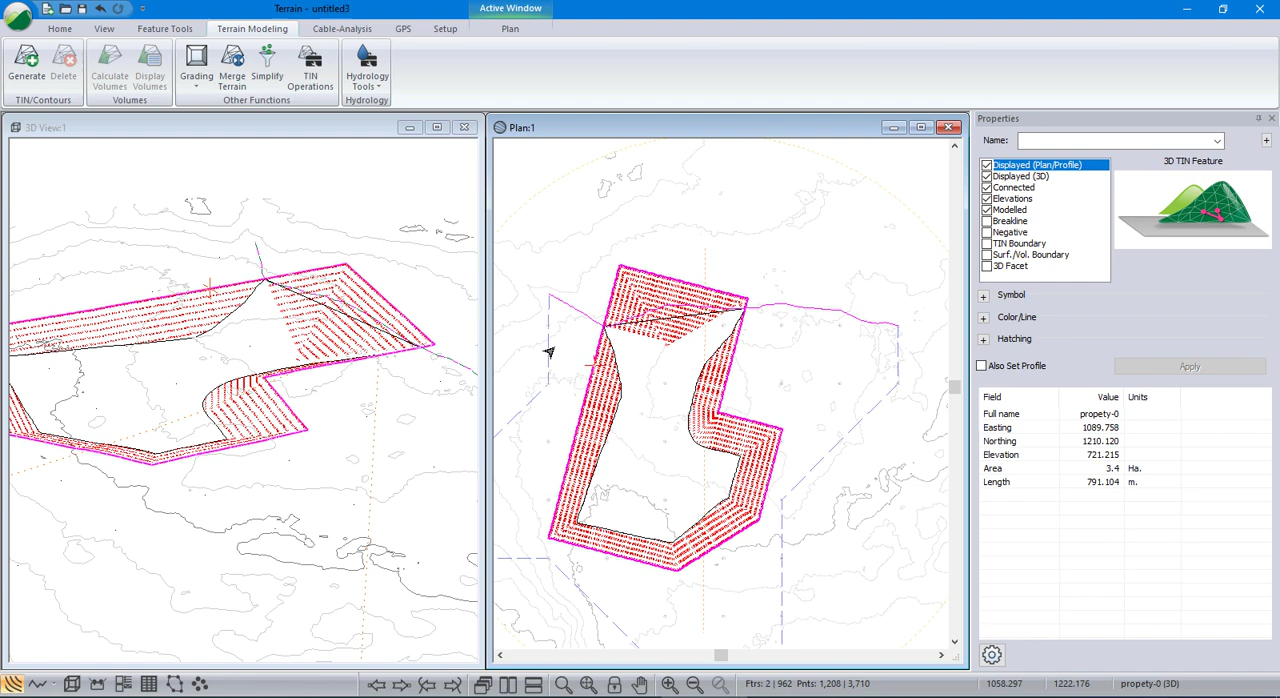 Terrain - untitled3
Active Window
Home View Feature Tools Terrain Modeling Cable-Analysis GPS Setup Plan
Generate Delete Calculate Volumes Display Volumes Grading Merge Terrain Simplify TIN Operations Hydrology Tools
TIN/Contours Volumes Other Functions Hydrology
3D View:1
Plan:1
Properties
Name:
Displayed (Plan/Profile)
Displayed (3D)
Connected
Elevations
Modelled
Breakline
Negative
TIN Boundary
Surf./Vol. Boundary
3D Facet
3D TIN Feature
Symbol
Color/Line
Hatching
Also Set Profile Apply
Field Value Units
Full name propety-0
Easting 1089.758
Northing 1210.120
Elevation 721.215
Area 3.4 Ha.
Length 791.104 m.
Ftrs: 2 | 962 Pnts: 1,208 | 3,710 1058.297 1222.176 propety-0 (3D)